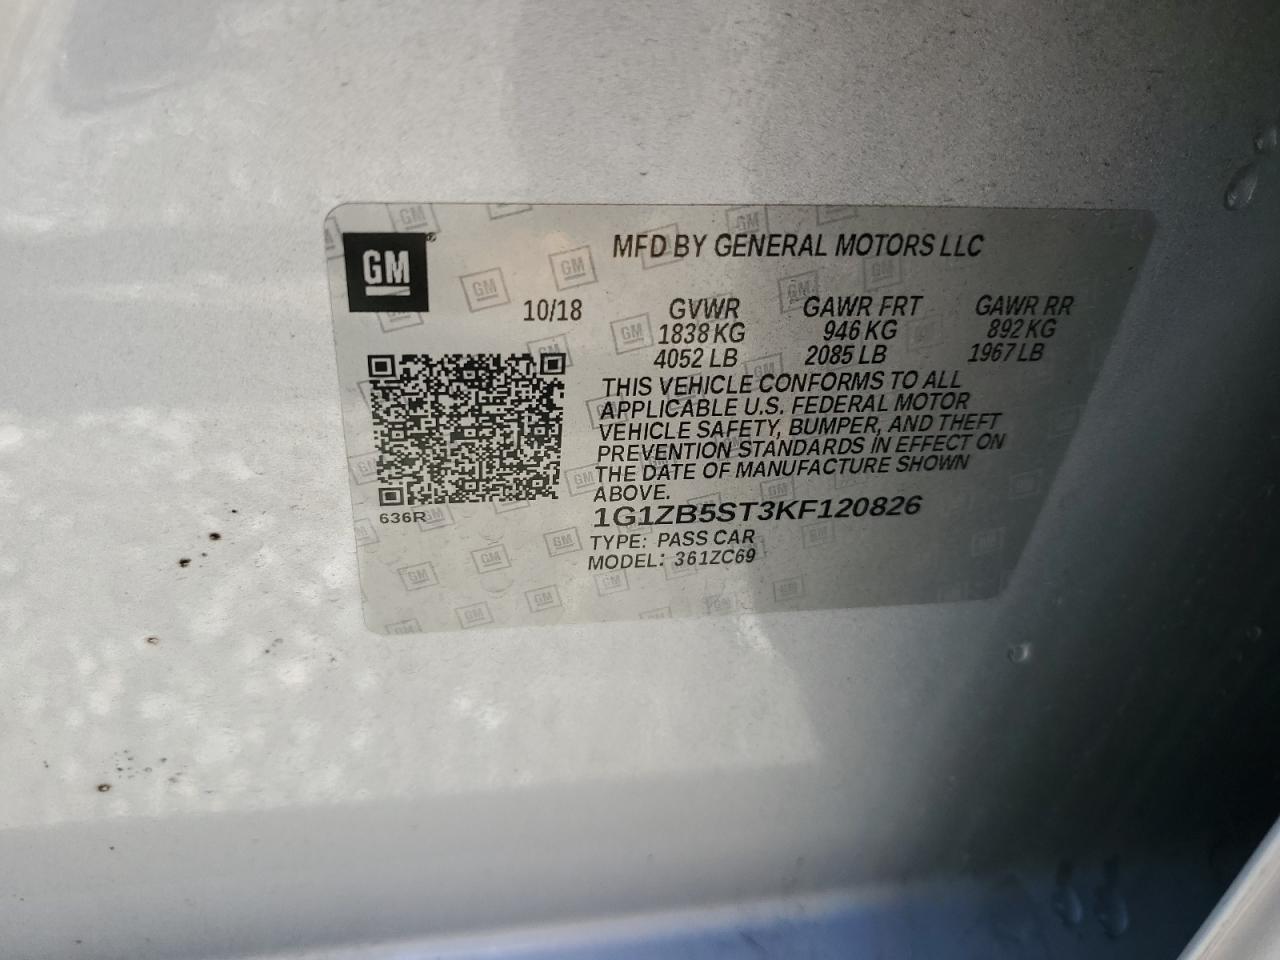 GM
MFD BY GENERAL MOTORS LLC
10/18 GVWR GAWR FRT GAWR RR
1838 KG 946 KG 892 KG
4052 LB 2085 LB 1967 LB
THIS VEHICLE CONFORMS TO ALL
APPLICABLE U.S. FEDERAL MOTOR
VEHICLE SAFETY, BUMPER, AND THEFT
PREVENTION STANDARDS IN EFFECT ON
THE DATE OF MANUFACTURE SHOWN
ABOVE.
636R
1G1ZB5ST3KF120826
TYPE: PASS CAR
MODEL: 361ZC69